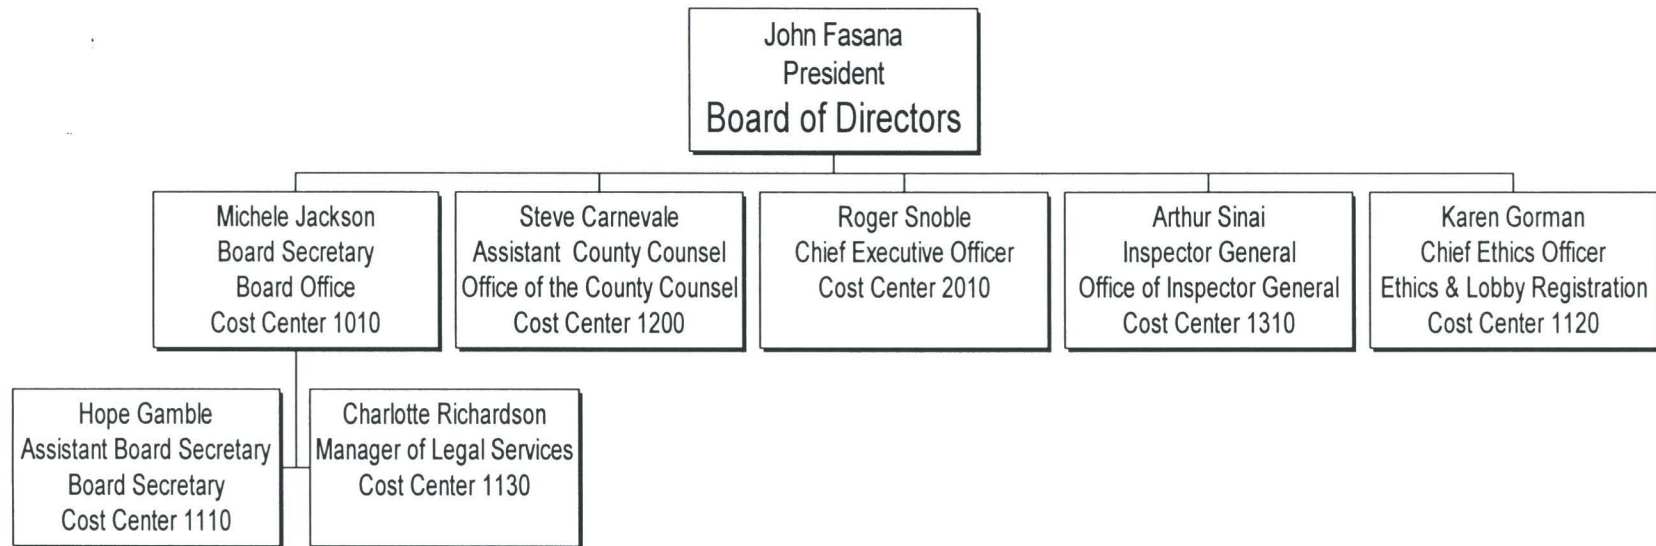 John Fasana
President
Board of Directors
Michele Jackson
Board Secretary
Board Office
Cost Center 1010
Steve Carnevale
Assistant County Counsel
Office of the County Counsel
Cost Center 1200
Roger Snoble
Chief Executive Officer
Cost Center 2010
Arthur Sinai
Inspector General
Office of Inspector General
Cost Center 1310
Karen Gorman
Chief Ethics Officer
Ethics & Lobby Registration
Cost Center 1120
Hope Gamble
Assistant Board Secretary
Board Secretary
Cost Center 1110
Charlotte Richardson
Manager of Legal Services
Cost Center 1130